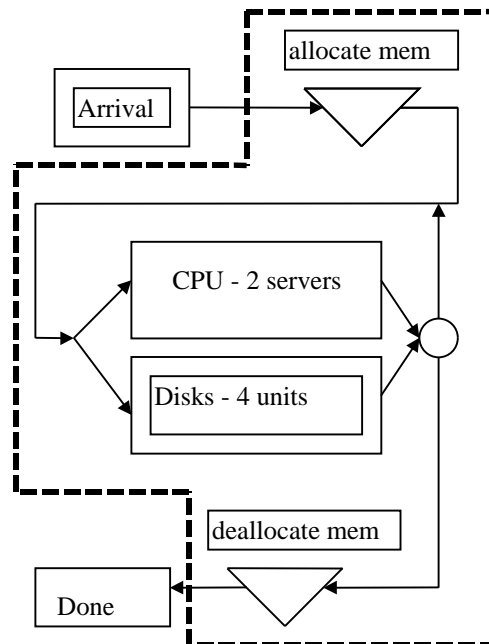 allocate mem
Arrival
CPU - 2 servers
Disks - 4 units
deallocate mem
Done